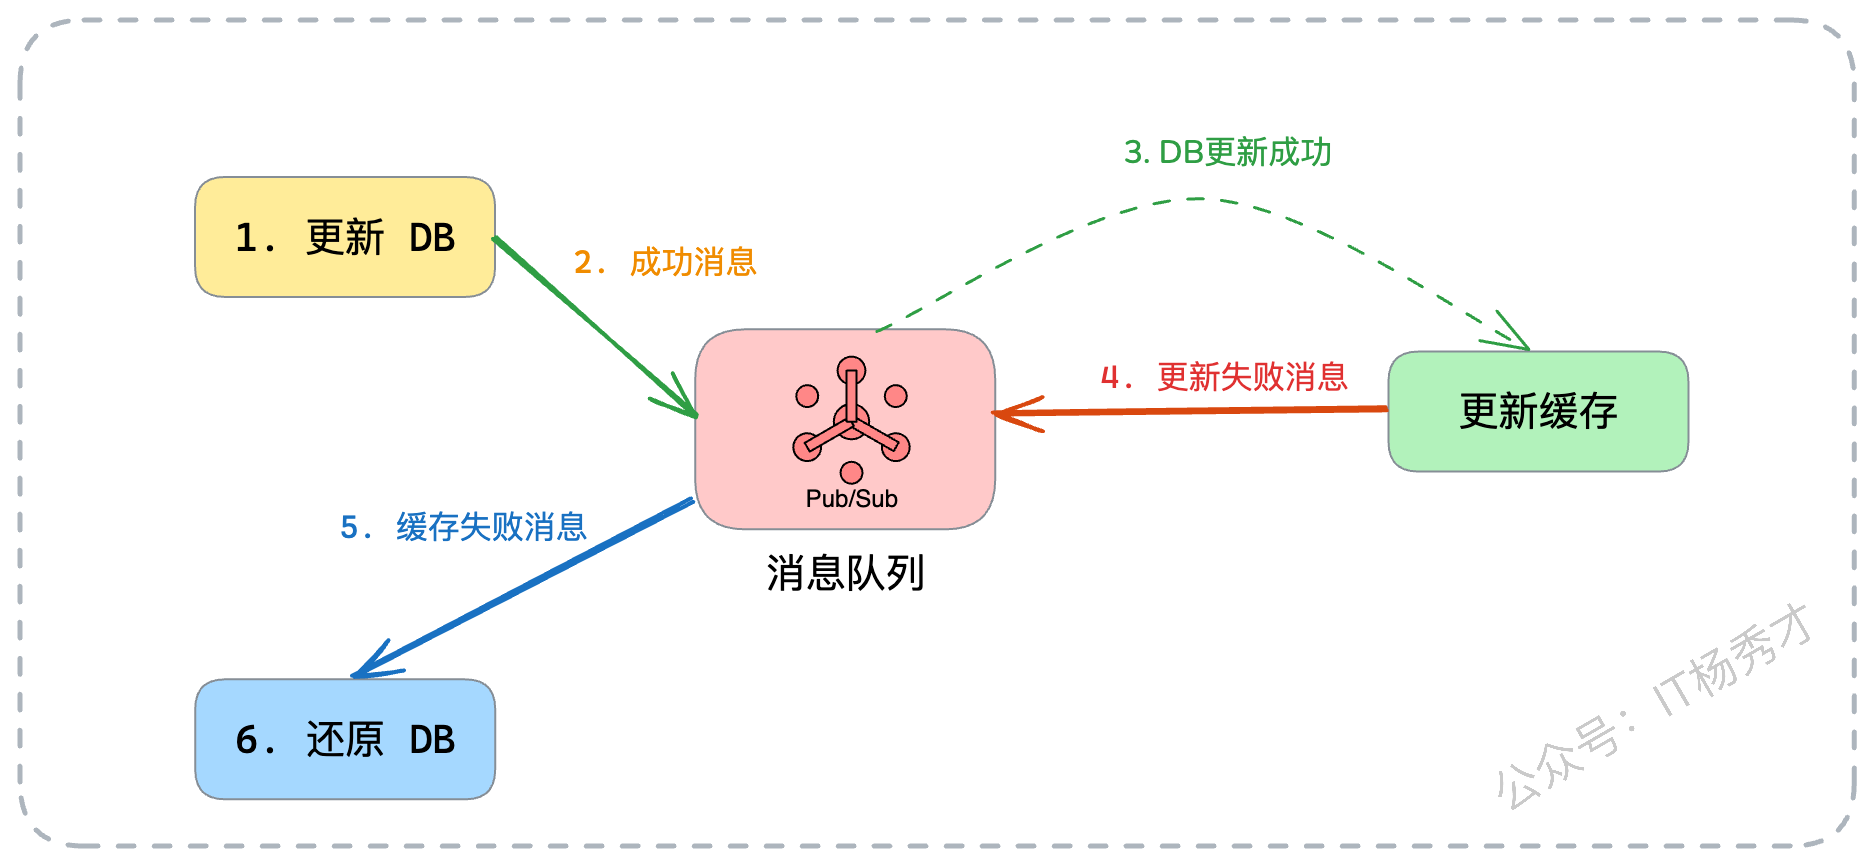 3. DB更新成功
1. 更新 DB
2. 成功消息
4. 更新失败消息
更新缓存
Pub/Sub
5. 缓存失败消息
消息队列
6. 还原 DB
公众号：IT杨秀才